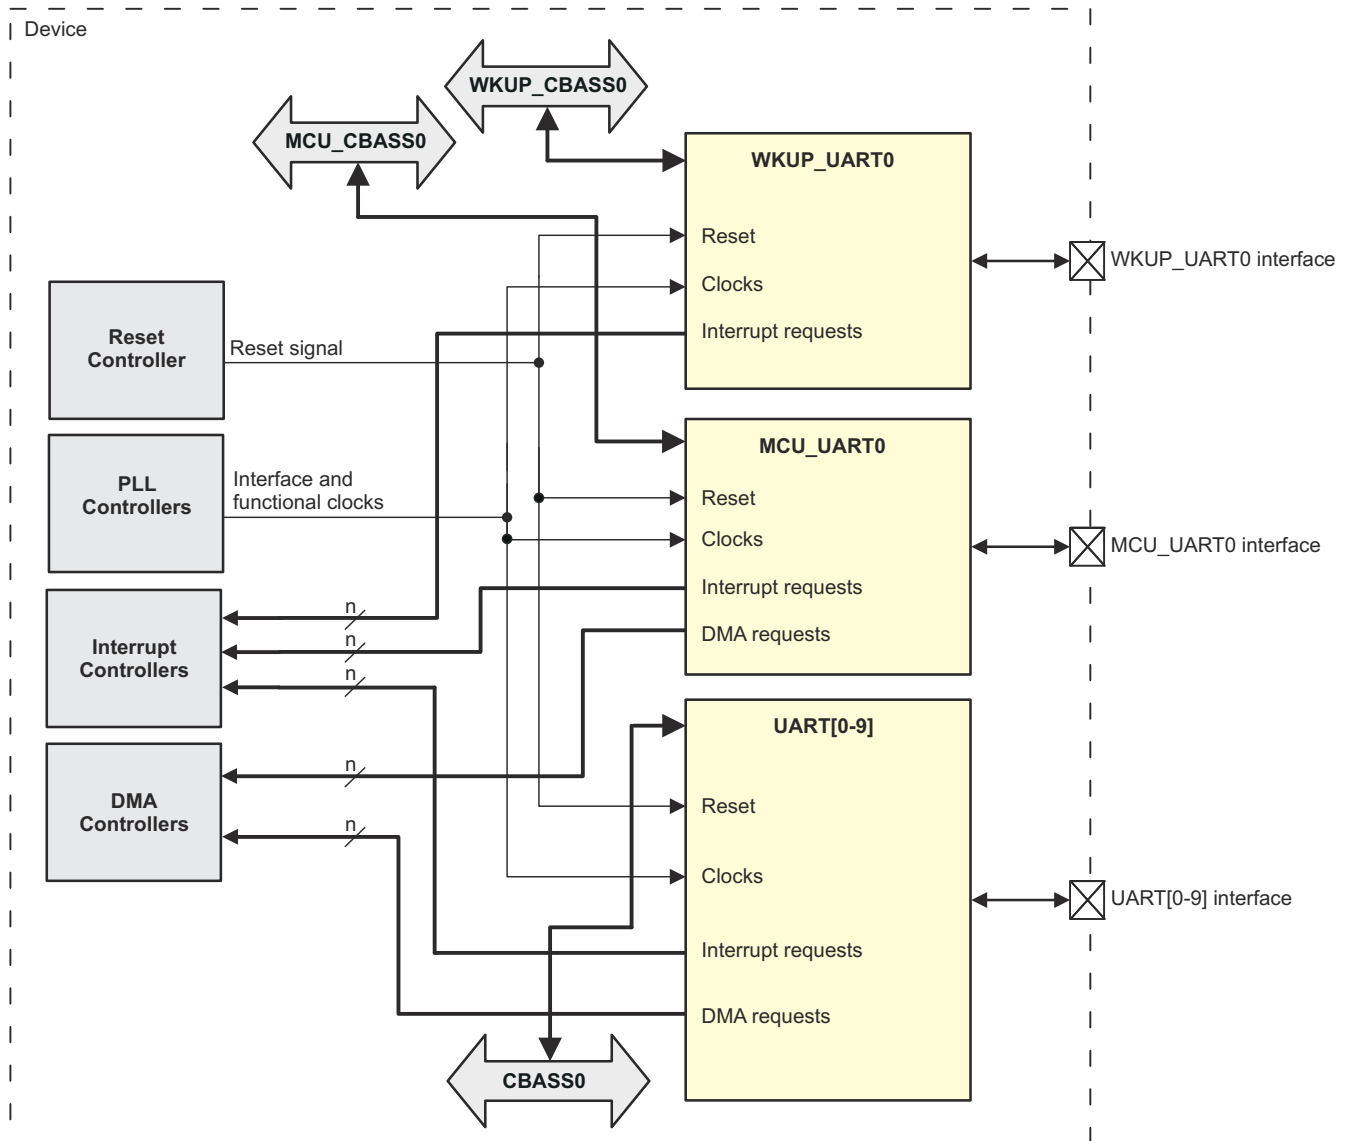 Device
WKUP_CBASS0
MCU_CBASS0
WKUP_UART0
Reset
Clocks
Interrupt requests
WKUP_UART0 interface
Reset
Controller
Reset signal
MCU_UART0
Reset
Clocks
Interrupt requests
DMA requests
MCU_UART0 interface
PLL
Controllers
Interface and
functional clocks
Interrupt
Controllers
n
n
n
DMA
Controllers
n
n
UART[0-9]
Reset
Clocks
Interrupt requests
DMA requests
UART[0-9] interface
CBASS0